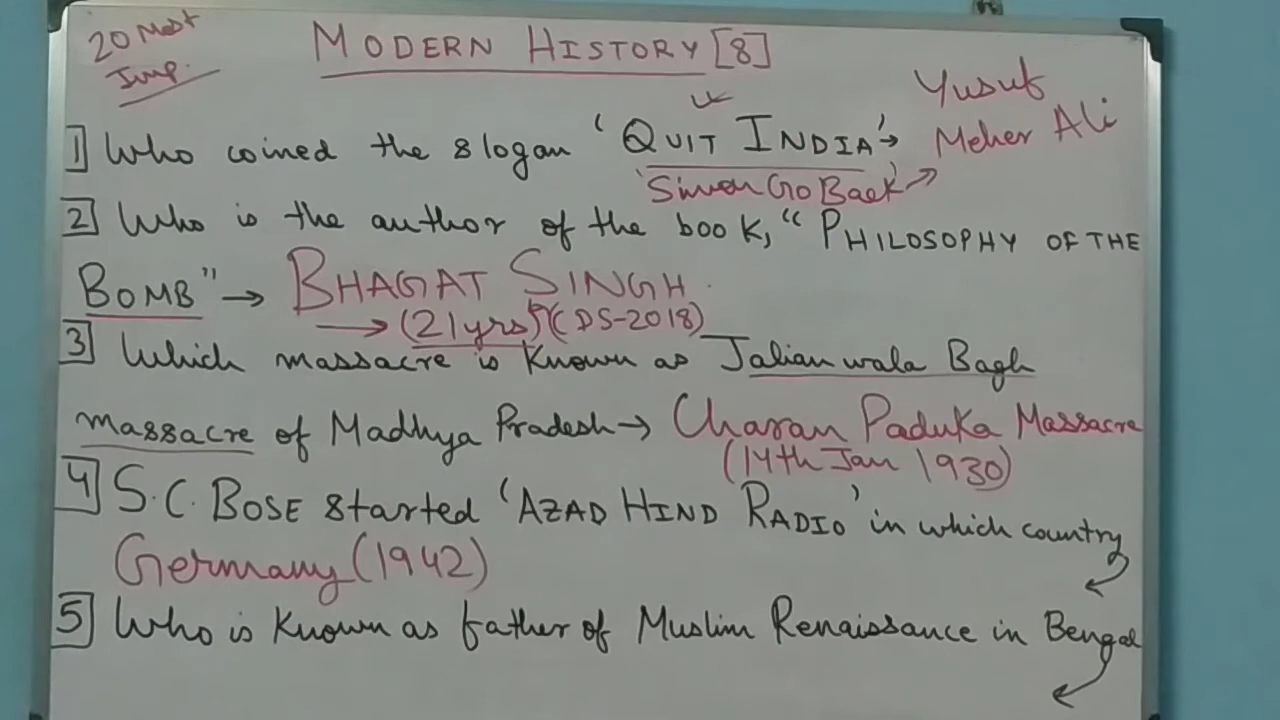 20 Most
Imp.
MODERN HISTORY [8]
1 Who coined the slogan 'QUIT INDIA' → Yusuf
Meher Ali
'Simon Go Back' →
2 Who is the author of the book, "PHILOSOPHY OF THE
BOMB" → BHAGAT SINGH.
→ (21 yrs) (DS-2018)
3 Which massacre is Known as Jalianwala Bagh
massacre of Madhya Pradesh → Charan Paduka Massacre
(14th Jan 1930)
4 S.C. BOSE started 'AZAD HIND RADIO' in which country
Germany (1942)
5 Who is Known as father of Muslim Renaissance in Bengal